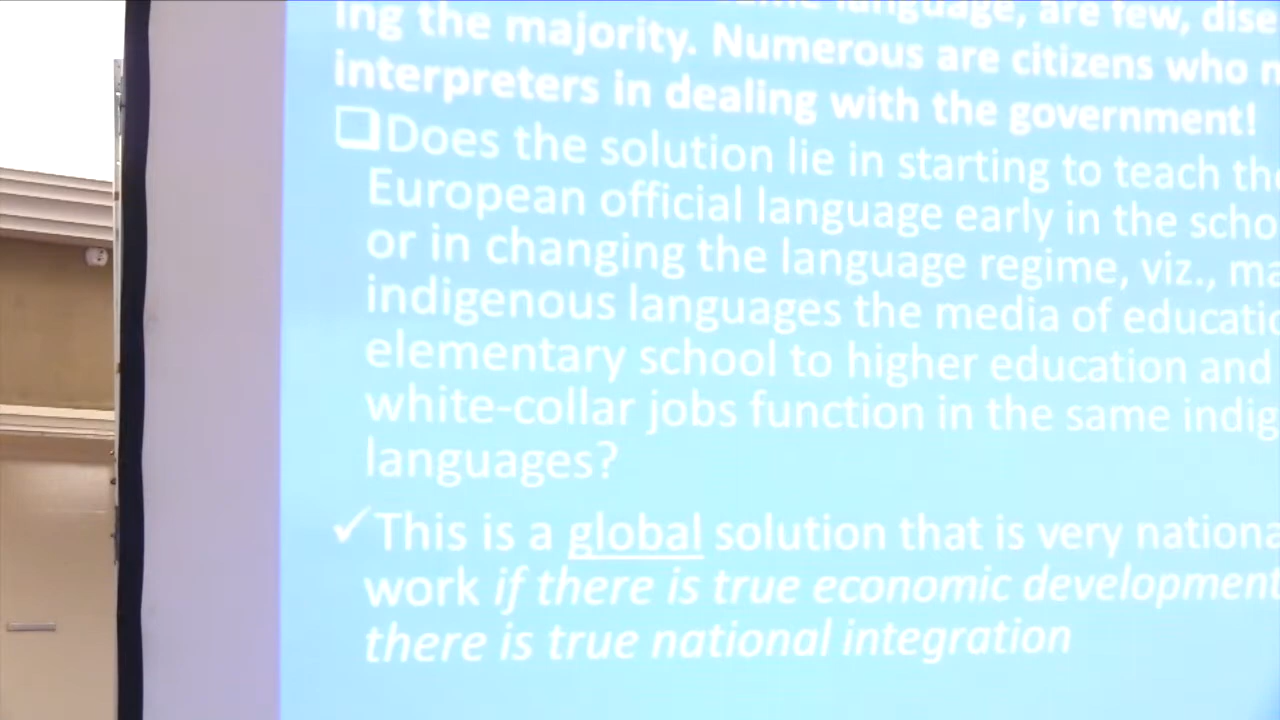 language, are few,
ing the majority. Numerous are citizens who
interpreters in dealing with the government!
❑Does the solution lie in starting to teach
European official language early in the
or in changing the language regime, viz.,
indigenous languages the media of
elementary school to higher education and
white-collar jobs function in the same
languages?
✓This is a global solution that is very
work if there is true economic development
there is true national integration